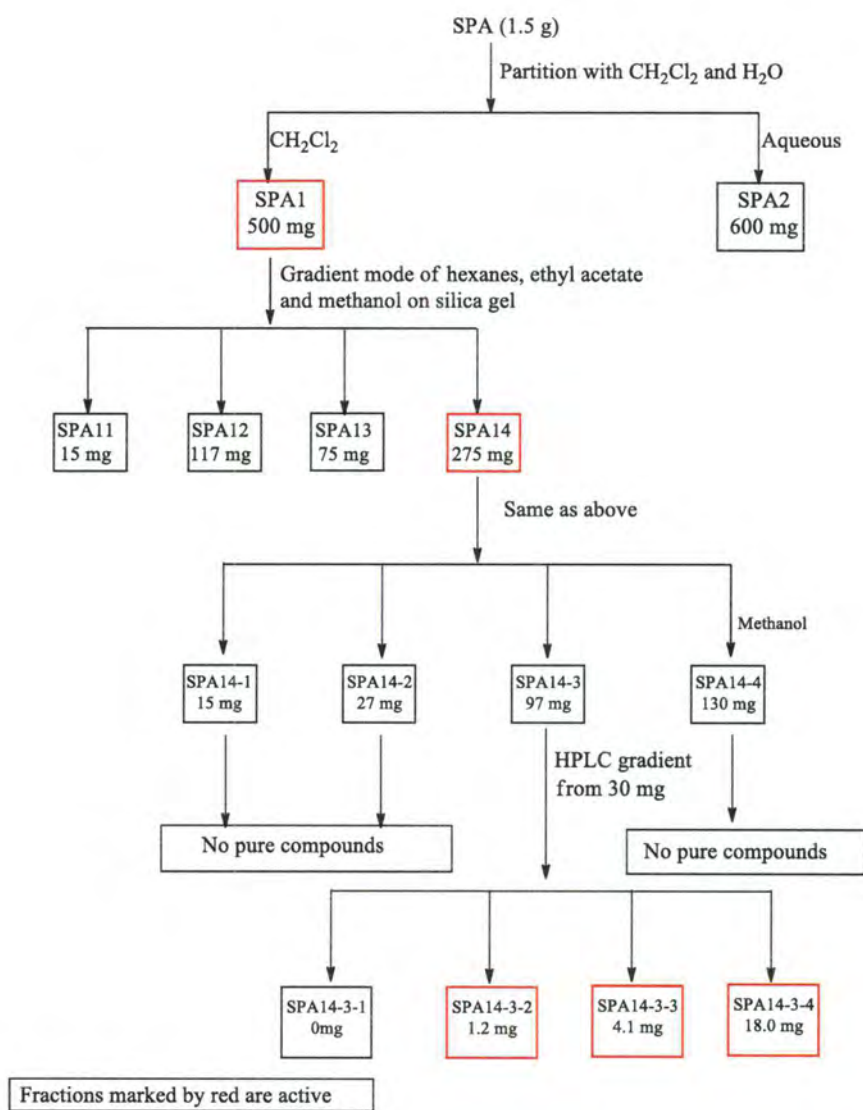 SPA (1.5 g)
Partition with CH₂Cl₂ and H₂O
CH₂Cl₂
Aqueous
SPA1
500 mg
SPA2
600 mg
Gradient mode of hexanes, ethyl acetate
and methanol on silica gel
SPA11
15 mg
SPA12
117 mg
SPA13
75 mg
SPA14
275 mg
Same as above
Methanol
SPA14-1
15 mg
SPA14-2
27 mg
SPA14-3
97 mg
SPA14-4
130 mg
HPLC gradient
from 30 mg
No pure compounds
No pure compounds
SPA14-3-1
0mg
SPA14-3-2
1.2 mg
SPA14-3-3
4.1 mg
SPA14-3-4
18.0 mg
Fractions marked by red are active